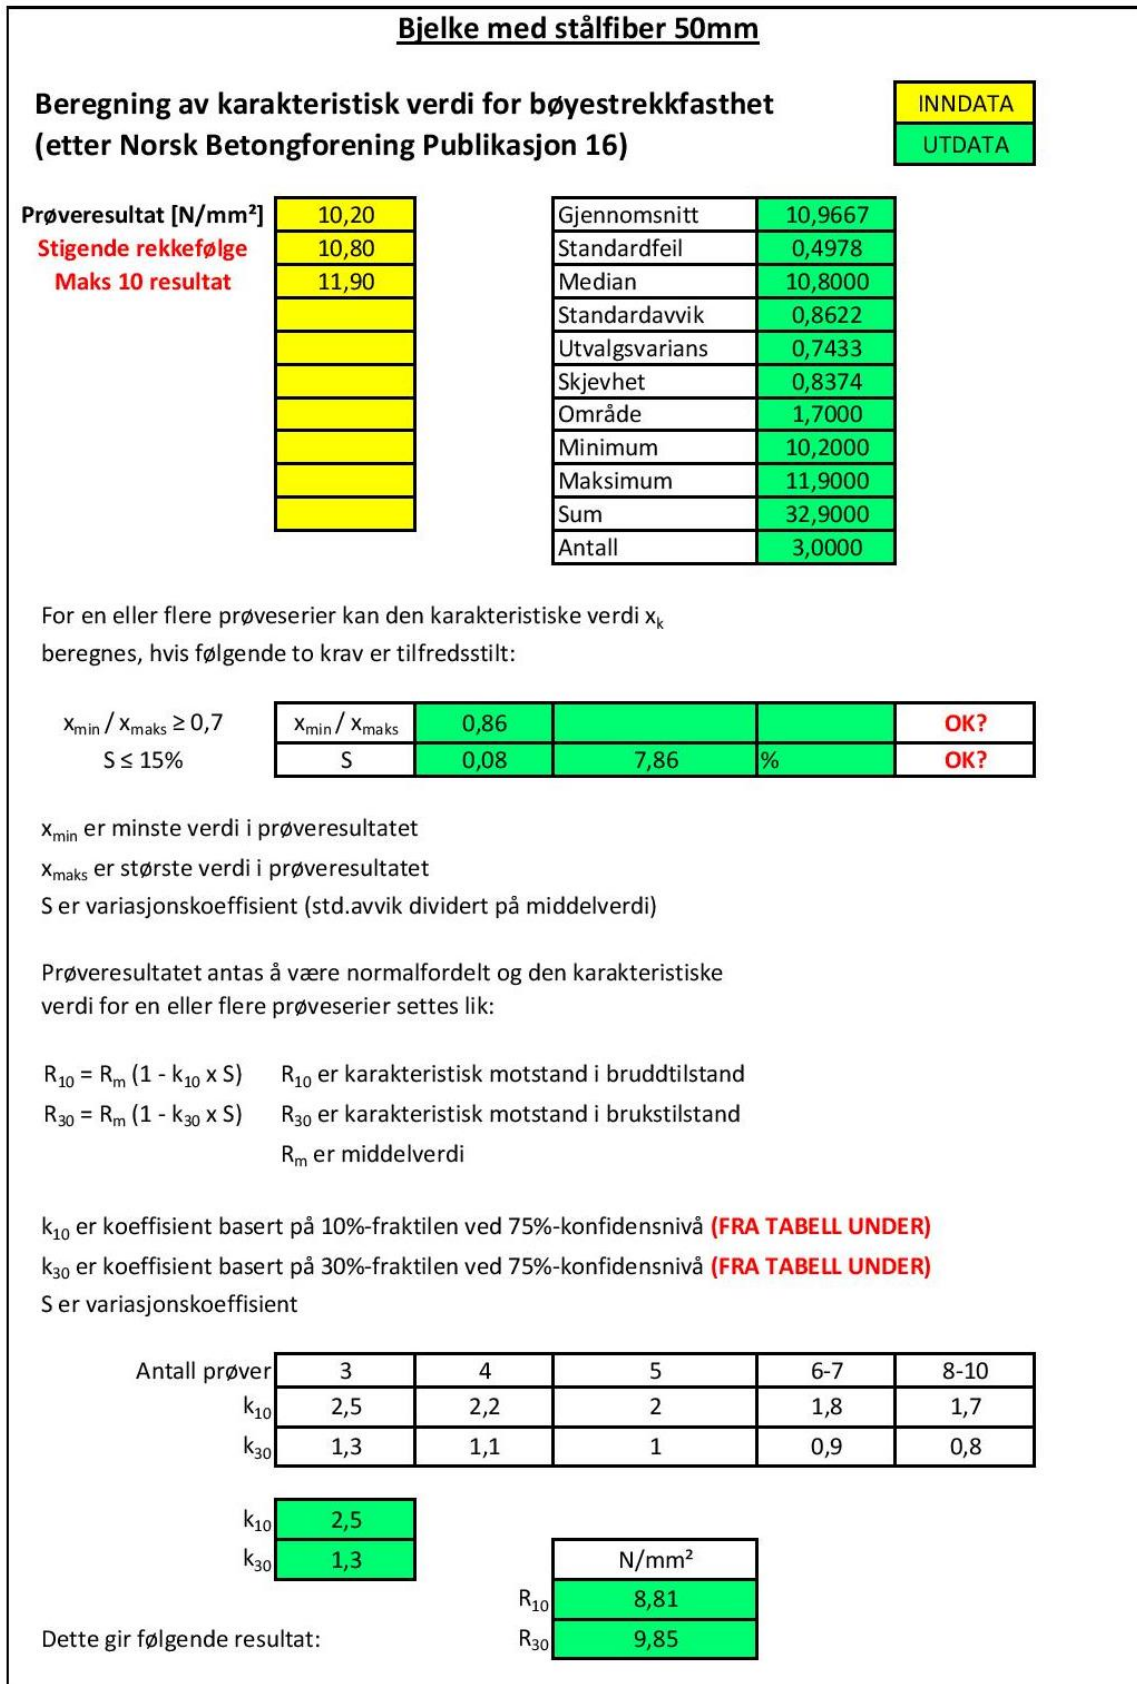 Bjelke med stålfiber 50mm
Beregning av karakteristisk verdi for bøyestrekkfasthet
(etter Norsk Betongforening Publikasjon 16)
INNDATA
UTDATA
Prøveresultat [N/mm²] 10,20
Stigende rekkefølge 10,80
Maks 10 resultat 11,90
Gjennomsnitt 10,9667
Standardfeil 0,4978
Median 10,8000
Standardavvik 0,8622
Utvalgsvarians 0,7433
Skjevhet 0,8374
Område 1,7000
Minimum 10,2000
Maksimum 11,9000
Sum 32,9000
Antall 3,0000
For en eller flere prøveserier kan den karakteristiske verdi xk
beregnes, hvis følgende to krav er tilfredsstilt:
xmin / xmaks ≥ 0,7 xmin / xmaks 0,86 OK?
S ≤ 15% S 0,08 7,86 % OK?
xmin er minste verdi i prøveresultatet
xmaks er største verdi i prøveresultatet
S er variasjonskoeffisient (std.avvik dividert på middelverdi)
Prøveresultatet antas å være normalfordelt og den karakteristiske
verdi for en eller flere prøveserier settes lik:
R10 = Rm (1 - k10 x S) R10 er karakteristisk motstand i bruddtilstand
R30 = Rm (1 - k30 x S) R30 er karakteristisk motstand i brukstilstand
Rm er middelverdi
k10 er koeffisient basert på 10%-fraktilen ved 75%-konfidensnivå (FRA TABELL UNDER)
k30 er koeffisient basert på 30%-fraktilen ved 75%-konfidensnivå (FRA TABELL UNDER)
S er variasjonskoeffisient
Antall prøver 3 4 5 6-7 8-10
k10 2,5 2,2 2 1,8 1,7
k30 1,3 1,1 1 0,9 0,8
k10 2,5
k30 1,3
N/mm²
R10 8,81
Dette gir følgende resultat: R30 9,85